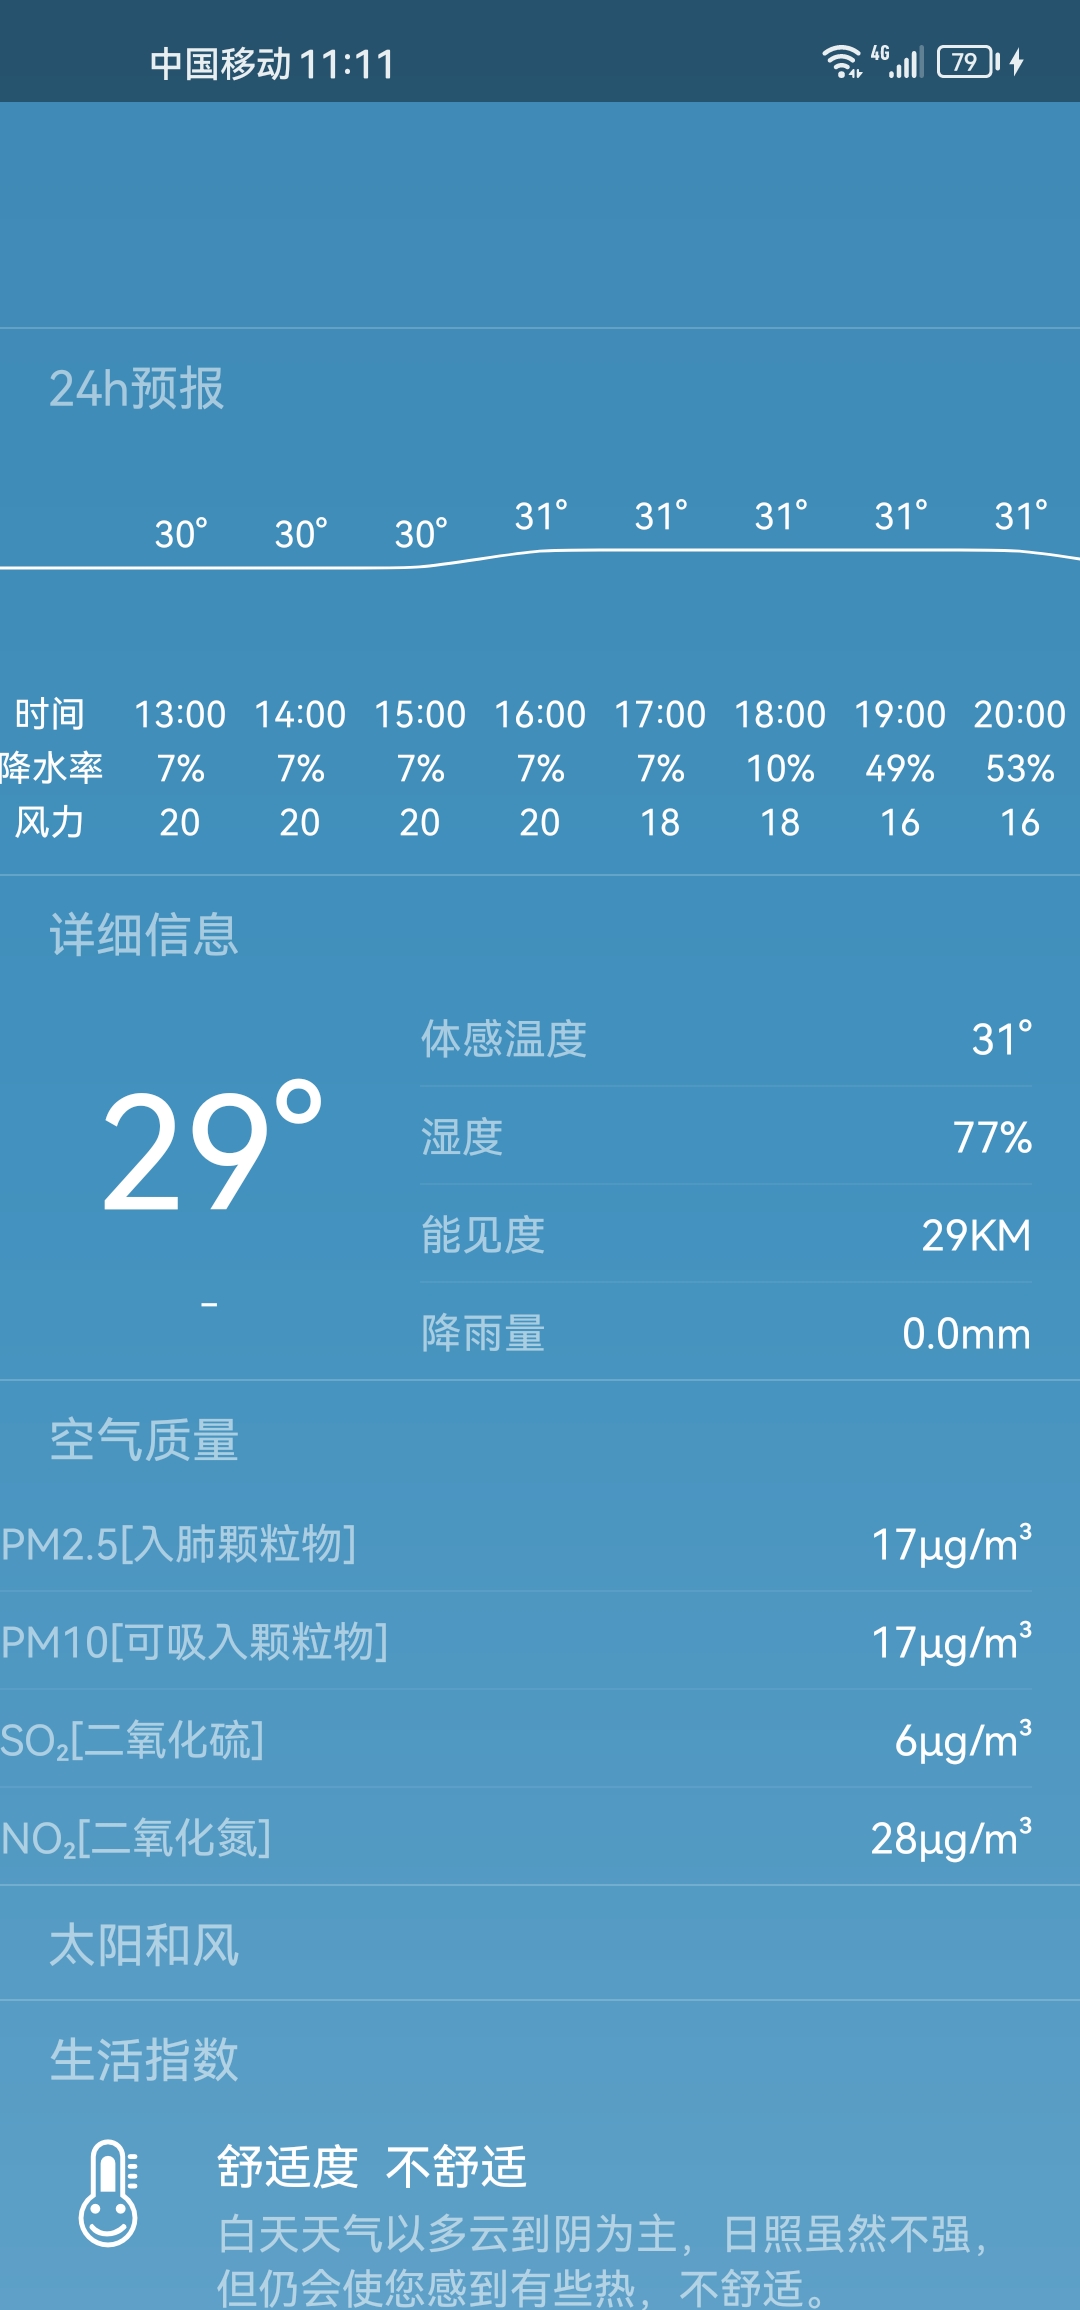 中国移动 11:11 4G 79
24h预报
30° 30° 30° 31° 31° 31° 31° 31°
时间 13:00 14:00 15:00 16:00 17:00 18:00 19:00 20:00
降水率 7% 7% 7% 7% 7% 10% 49% 53%
风力 20 20 20 20 18 18 16 16
详细信息
29°
-
体感温度 31°
湿度 77%
能见度 29KM
降雨量 0.0mm
空气质量
PM2.5[入肺颗粒物] 17μg/m³
PM10[可吸入颗粒物] 17μg/m³
SO₂[二氧化硫] 6μg/m³
NO₂[二氧化氮] 28μg/m³
太阳和风
生活指数
舒适度 不舒适
白天天气以多云到阴为主，日照虽然不强，
但仍会使您感到有些热，不舒适。